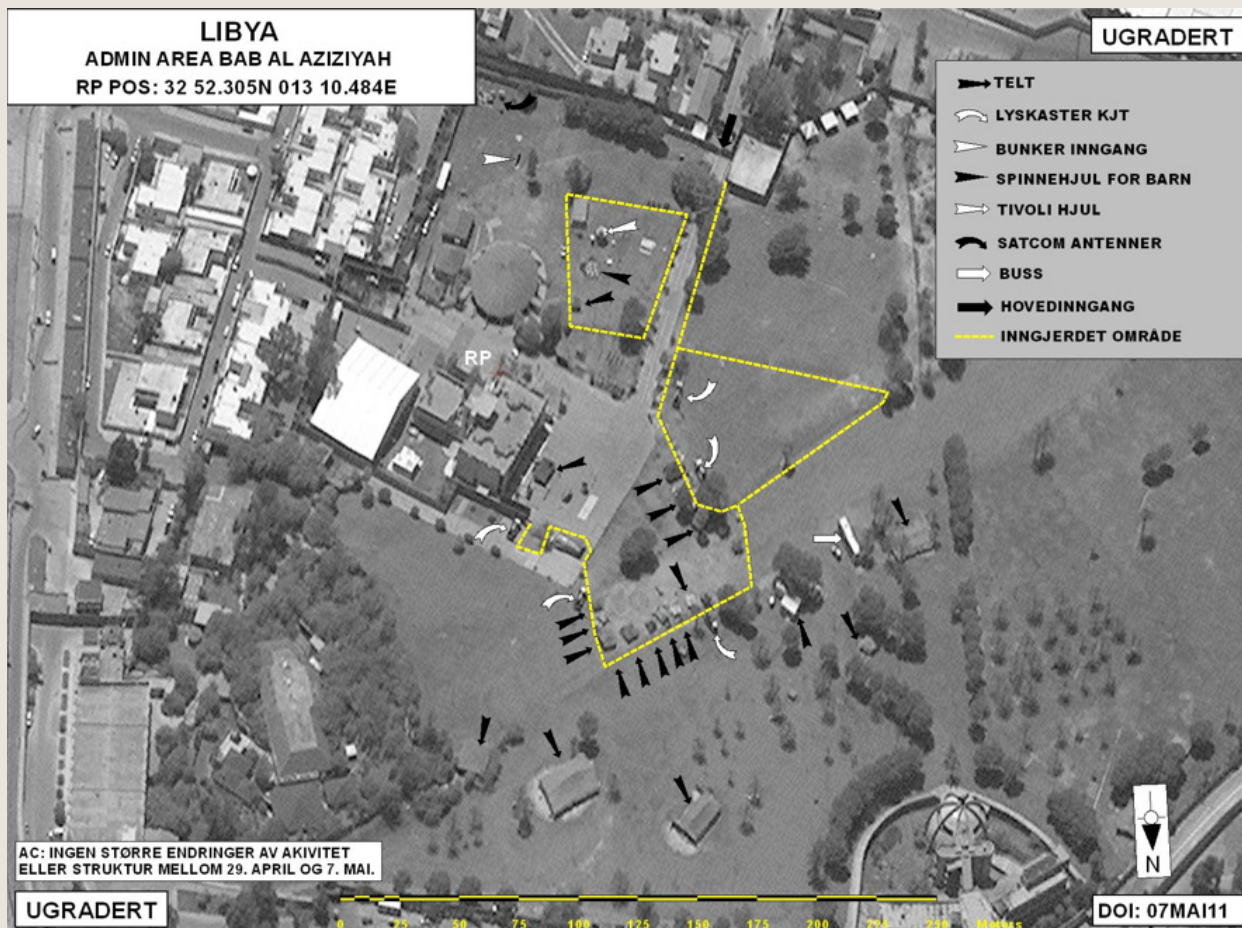 LIBYA
ADMIN AREA BAB AL AZIZIYAH
RP POS: 32 52.305N 013 10.484E
UGRADERT
TELT
LYSKASTER KJT
BUNKER INNGANG
SPINNEHJUL FOR BARN
TIVOLI HJUL
SATCOM ANTENNER
BUSS
HOVEDINNGANG
INNGJERDET OMRÅDE
RP
N
AC: INGEN STØRRE ENDRINGER AV AKIVITET
ELLER STRUKTUR MELLOM 29. APRIL OG 7. MAI.
UGRADERT
0 25 50 75 100 125 150 175 200 225 250 Meters
DOI: 07MAI11